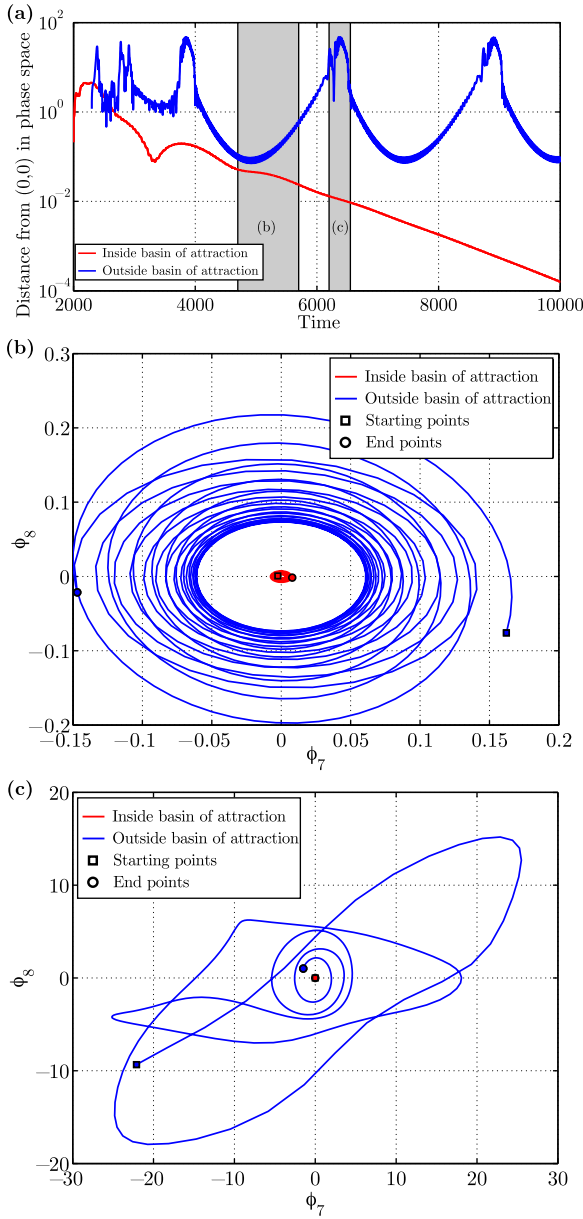 (a)
10^2
10^0
10^−2
10^−4
Distance from (0,0) in phase space
(b)
(c)
Inside basin of attraction
Outside basin of attraction
2000 4000 6000 8000 10000
Time
(b)
0.3
0.2
0.1
0
−0.1
−0.2
ϕ_8
Inside basin of attraction
Outside basin of attraction
Starting points
End points
−0.15 −0.1 −0.05 0 0.05 0.1 0.15 0.2
ϕ_7
(c)
20
10
0
−10
−20
ϕ_8
Inside basin of attraction
Outside basin of attraction
Starting points
End points
−30 −20 −10 0 10 20 30
ϕ_7